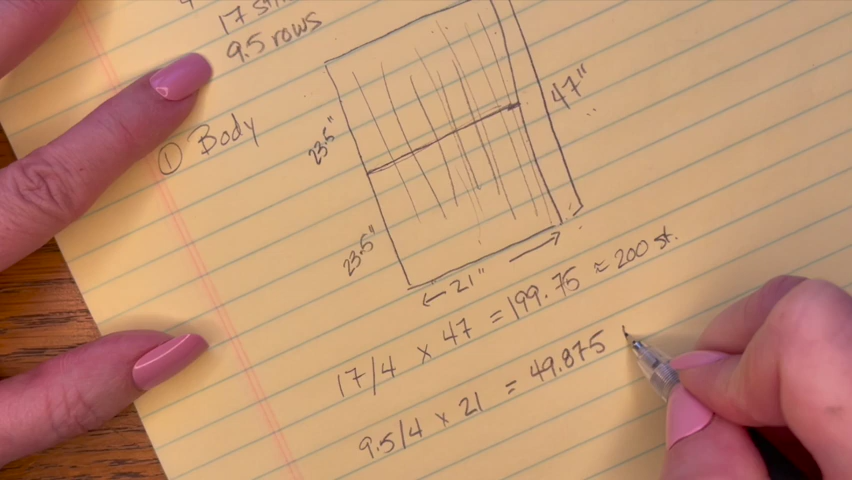 17
9.5 rows
① Body
23.5"
47"
23.5"
21"
17/4 x 47 = 199.75 ≈ 200 st.
9.5/4 x 21 = 49.875